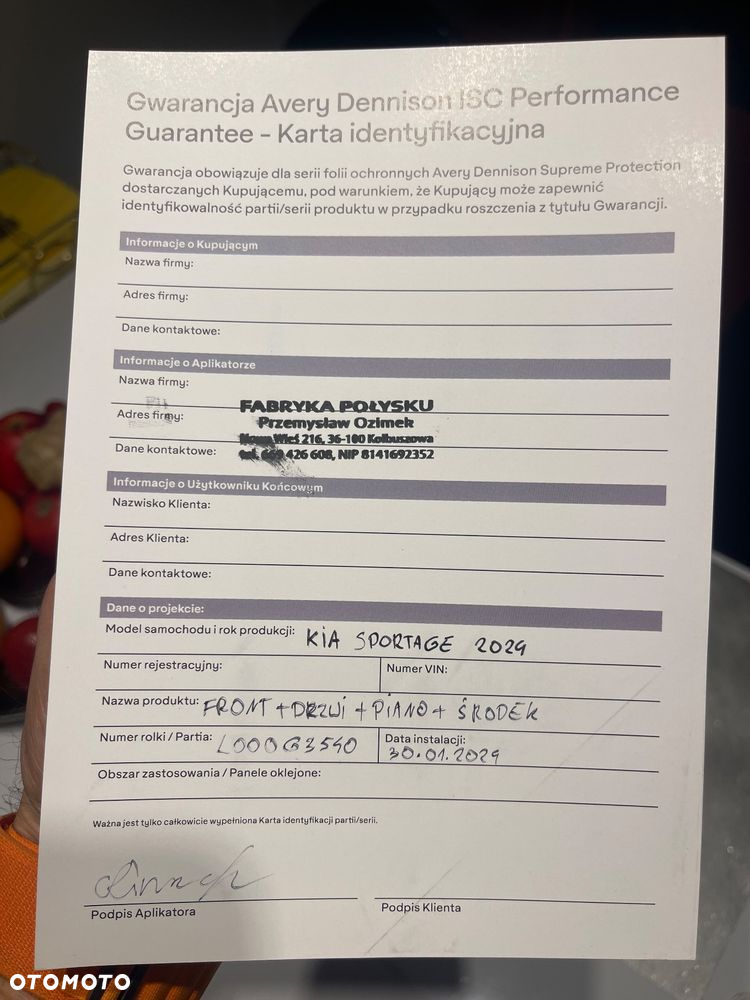 Gwarancja Avery Dennison ISC Performance
Guarantee - Karta identyfikacyjna
Gwarancja obowiązuje dla serii folii ochronnych Avery Dennison Supreme Protection
dostarczanych Kupującemu, pod warunkiem, że Kupujący może zapewnić
identyfikowalność partii/serii produktu w przypadku roszczenia z tytułu Gwarancji.
Informacje o Kupującym
Nazwa firmy:
Adres firmy:
Dane kontaktowe:
Informacje o Aplikatorze
Nazwa firmy:
FABRYKA POŁYSKU
Adres firmy:
Przemysław Ozimek
Nowa Wieś 216, 36-100 Kolbuszowa
Dane kontaktowe:
tel. 426 608, NIP 8141692352
Informacje o Użytkowniku Końcowym
Nazwisko Klienta:
Adres Klienta:
Dane kontaktowe:
Dane o projekcie:
Model samochodu i rok produkcji: KIA SPORTAGE 2024
Numer rejestracyjny: Numer VIN:
Nazwa produktu: FRONT + DRZWI + PIANO + ŚRODEK
Numer rolki / Partia: L000G3540 Data instalacji: 30.01.2024
Obszar zastosowania / Panele oklejone:
Ważna jest tylko całkowicie wypełniona Karta identyfikacji partii/serii.
Podpis Aplikatora Podpis Klienta
OTOMOTO